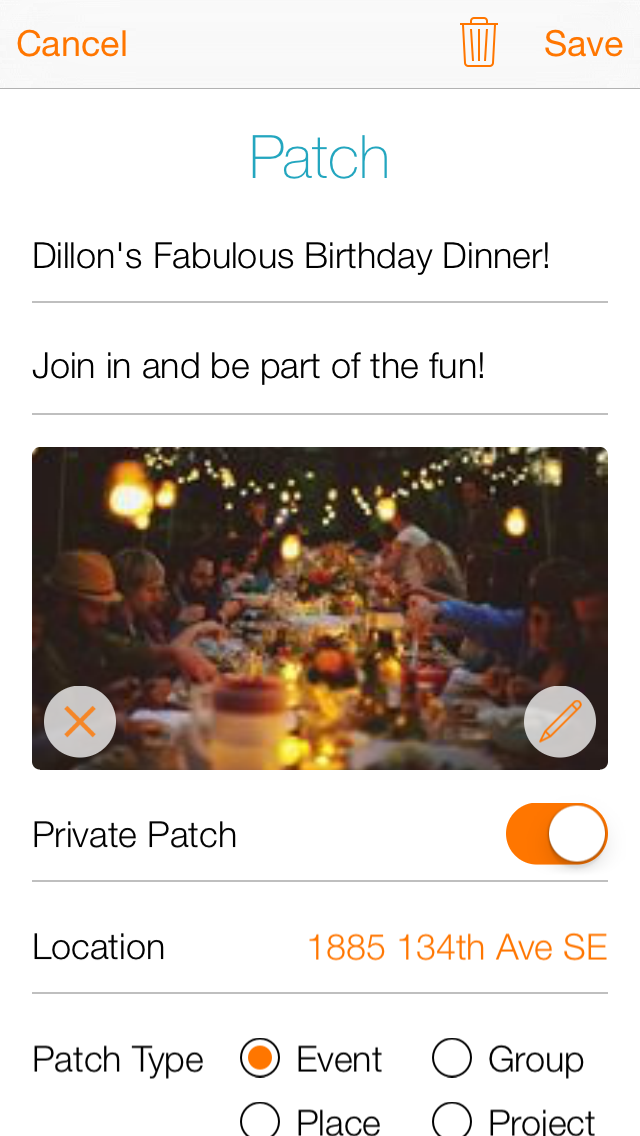 Cancel Save
Patch
Dillon's Fabulous Birthday Dinner!
Join in and be part of the fun!
Private Patch
Location 1885 134th Ave SE
Patch Type Event Group
Place Project